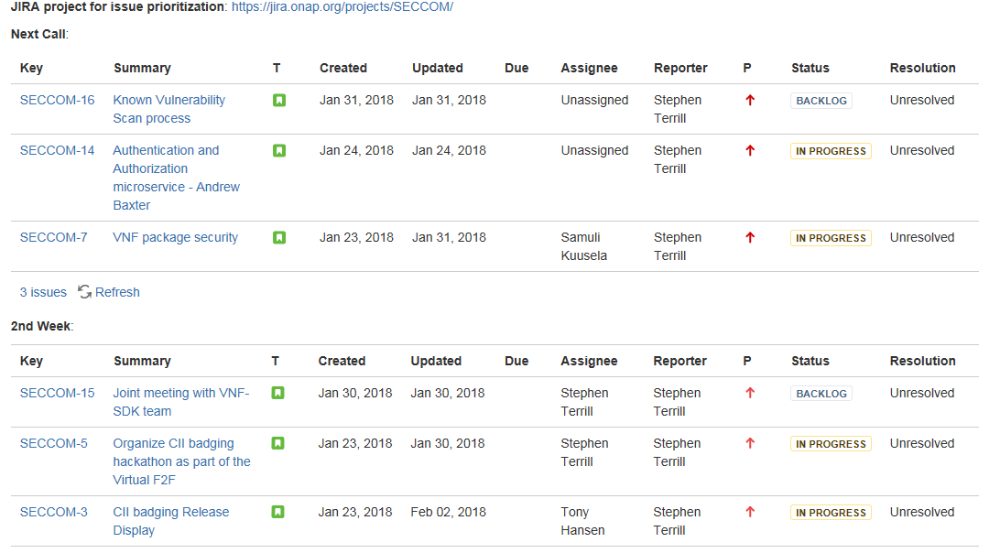 JIRA project for issue prioritization: https://jira.onap.org/projects/SECCOM/
Next Call:
Key Summary T Created Updated Due Assignee Reporter P Status Resolution
SECCOM-16 Known Vulnerability Jan 31, 2018 Jan 31, 2018 Unassigned Stephen BACKLOG Unresolved
Scan process Terrill
SECCOM-14 Authentication and Jan 24, 2018 Jan 24, 2018 Unassigned Stephen IN PROGRESS Unresolved
Authorization Terrill
microservice - Andrew
Baxter
SECCOM-7 VNF package security Jan 23, 2018 Jan 31, 2018 Samuli Stephen IN PROGRESS Unresolved
Kuusela Terrill
3 issues Refresh
2nd Week:
Key Summary T Created Updated Due Assignee Reporter P Status Resolution
SECCOM-15 Joint meeting with VNF- Jan 30, 2018 Jan 30, 2018 Stephen Stephen BACKLOG Unresolved
SDK team Terrill Terrill
SECCOM-5 Organize CII badging Jan 23, 2018 Jan 30, 2018 Stephen Stephen IN PROGRESS Unresolved
hackathon as part of the Terrill Terrill
Virtual F2F
SECCOM-3 CII badging Release Jan 23, 2018 Feb 02, 2018 Tony Stephen IN PROGRESS Unresolved
Display Hansen Terrill